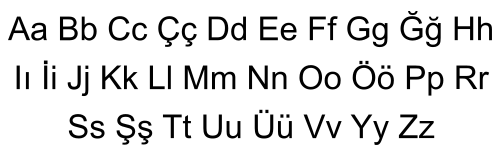 Aa Bb Cc Çç Dd Ee Ff Gg Ğğ Hh
Iı İi Jj Kk Ll Mm Nn Oo Öö Pp Rr
Ss Şş Tt Uu Üü Vv Yy Zz